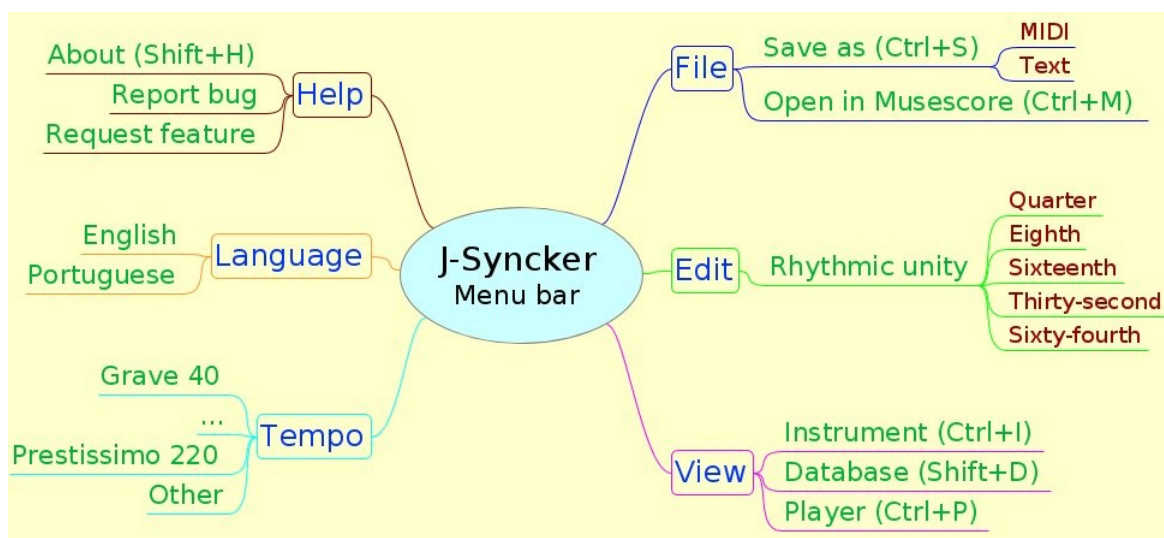 J-Syncker
Menu bar
File
Save as (Ctrl+S)
MIDI
Text
Open in Musescore (Ctrl+M)
Edit
Rhythmic unity
Quarter
Eighth
Sixteenth
Thirty-second
Sixty-fourth
View
Instrument (Ctrl+I)
Database (Shift+D)
Player (Ctrl+P)
Help
About (Shift+H)
Report bug
Request feature
Language
English
Portuguese
Tempo
Grave 40
...
Prestissimo 220
Other